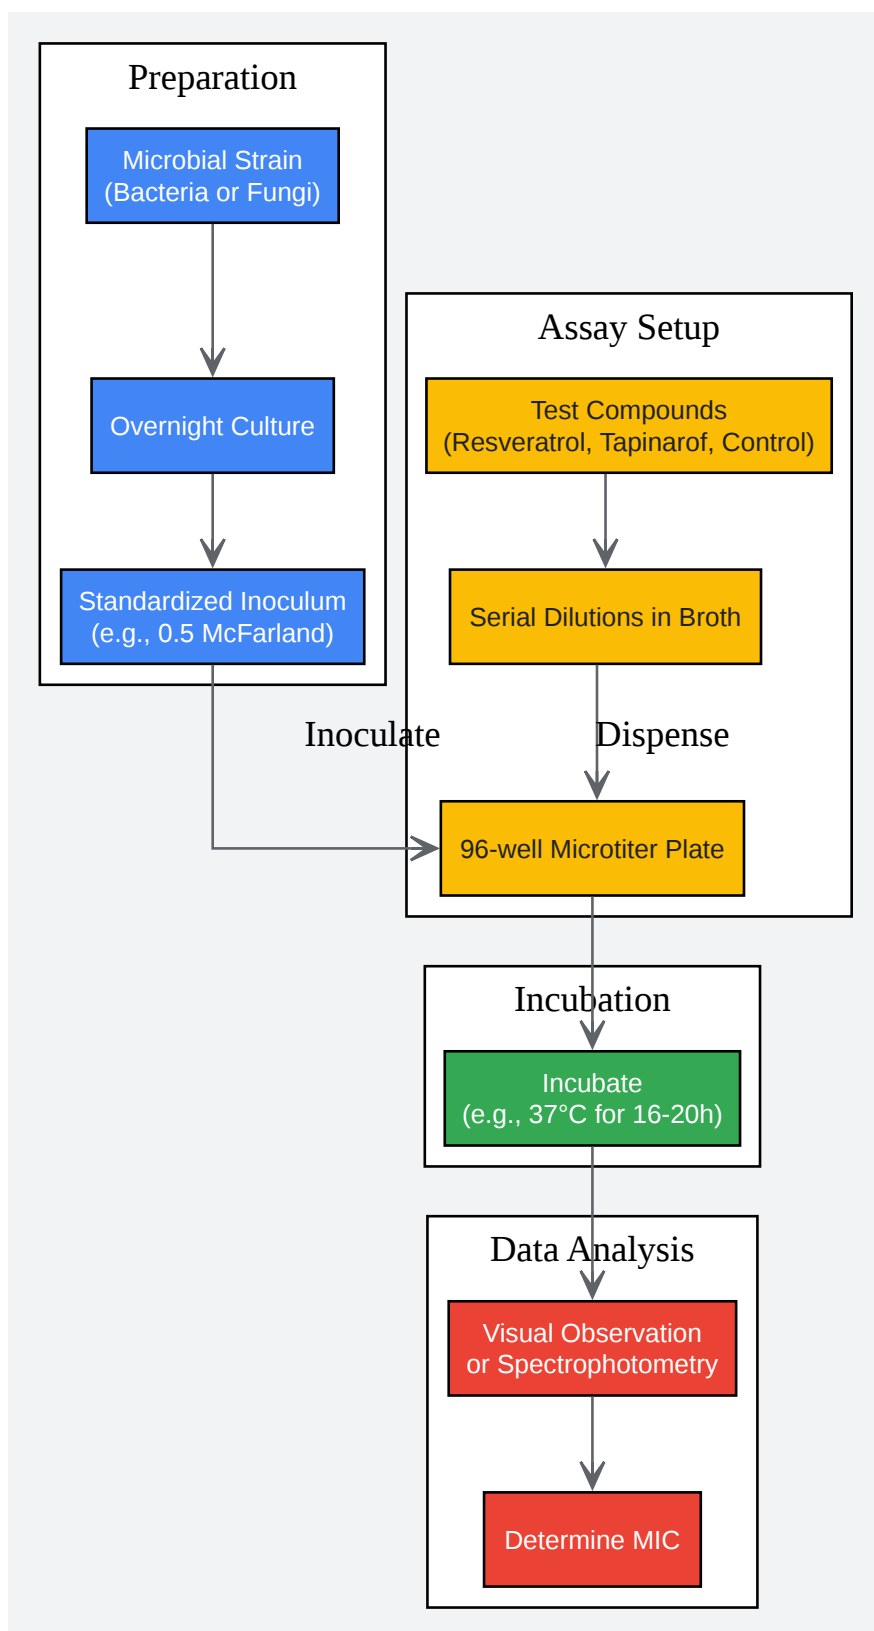 Preparation
Microbial Strain
(Bacteria or Fungi)
Overnight Culture
Standardized Inoculum
(e.g., 0.5 McFarland)
Assay Setup
Test Compounds
(Resveratrol, Tapinarof, Control)
Serial Dilutions in Broth
Inoculate
Dispense
96-well Microtiter Plate
Incubation
Incubate
(e.g., 37°C for 16-20h)
Data Analysis
Visual Observation
or Spectrophotometry
Determine MIC